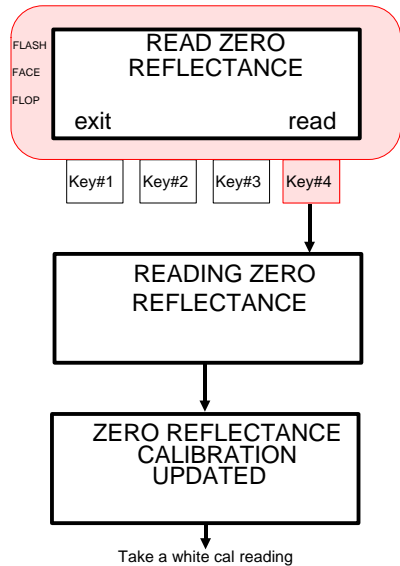 FLASH
FACE
FLOP
READ ZERO
REFLECTANCE
exit read
Key#1 Key#2 Key#3 Key#4
READING ZERO
REFLECTANCE
ZERO REFLECTANCE
CALIBRATION
UPDATED
Take a white cal reading